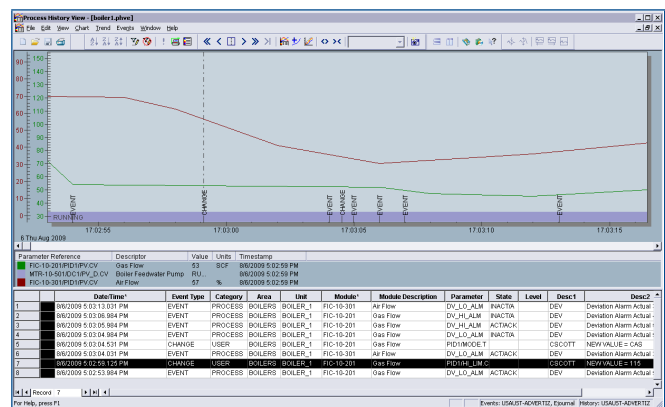 Process History View - [boiler1.phve]
File Edit View Chart Trend Events Window Help
90 150
80 140
130
70 120
60 110
100
50 90
40 80
30 70
60
20 50
10 40
0 30
RUNNING
EVENT CHANGE EVENT CHANGE EVENT EVENT EVENT
17:02:55 17:03:00 17:03:05 17:03:10 17:03:15
6 Thu Aug 2009
Parameter Reference Descriptor Value Units Timestamp
FIC-10-201/PID1/PV.CV Gas Flow 53 SCF 8/6/2009 5:02:59 PM
MTR-10-501/DC1/PV_D.CV Boiler Feedwater Pump RU... 8/6/2009 5:02:59 PM
FIC-10-301/PID1/PV.CV Air Flow 57 % 8/6/2009 5:02:59 PM
Date/Time* Event Type Category Area Unit Module* Module Description Parameter State Level Desc1 Desc2
1 8/6/2009 5:03:13.031 PM EVENT PROCESS BOILERS BOILER_1 FIC-10-301 Air Flow DV_LO_ALM INACT/A DEV Deviation Alarm Actual
2 8/6/2009 5:03:06.984 PM EVENT PROCESS BOILERS BOILER_1 FIC-10-201 Gas Flow DV_HI_ALM INACT/A DEV Deviation Alarm Actual
3 8/6/2009 5:03:05.984 PM EVENT PROCESS BOILERS BOILER_1 FIC-10-201 Gas Flow DV_HI_ALM ACT/ACK DEV Deviation Alarm Actual
4 8/6/2009 5:03:04.984 PM EVENT PROCESS BOILERS BOILER_1 FIC-10-201 Gas Flow DV_LO_ALM INACT/A DEV Deviation Alarm Actual
5 8/6/2009 5:03:04.531 PM CHANGE USER BOILERS BOILER_1 FIC-10-201 Gas Flow PID1/MODE.T CSCOTT NEW VALUE = CAS
6 8/6/2009 5:03:04.031 PM EVENT PROCESS BOILERS BOILER_1 FIC-10-301 Air Flow DV_LO_ALM ACT/ACK DEV Deviation Alarm Actual
7 8/6/2009 5:02:59.125 PM CHANGE USER BOILERS BOILER_1 FIC-10-201 Gas Flow PID1/HI_LIM.C CSCOTT NEW VALUE = 115
8 8/6/2009 5:02:53.984 PM EVENT PROCESS BOILERS BOILER_1 FIC-10-201 Gas Flow DV_LO_ALM ACT/ACK DEV Deviation Alarm Actual
Record 7
For Help, press F1 Events: USAUST-ADVERTIZ, Ejournal History: USAUST-ADVERTIZ